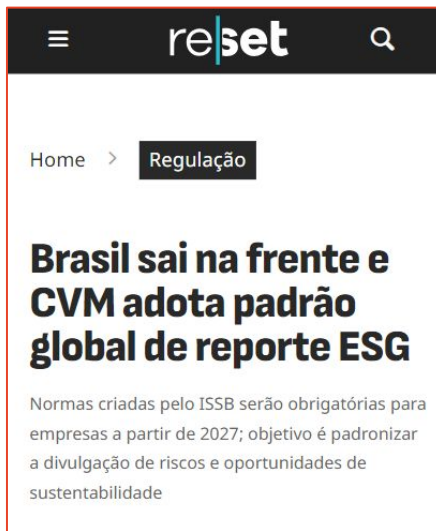 reset
Home > Regulação
Brasil sai na frente e
CVM adota padrão
global de reporte ESG
Normas criadas pelo ISSB serão obrigatórias para
empresas a partir de 2027; objetivo é padronizar
a divulgação de riscos e oportunidades de
sustentabilidade